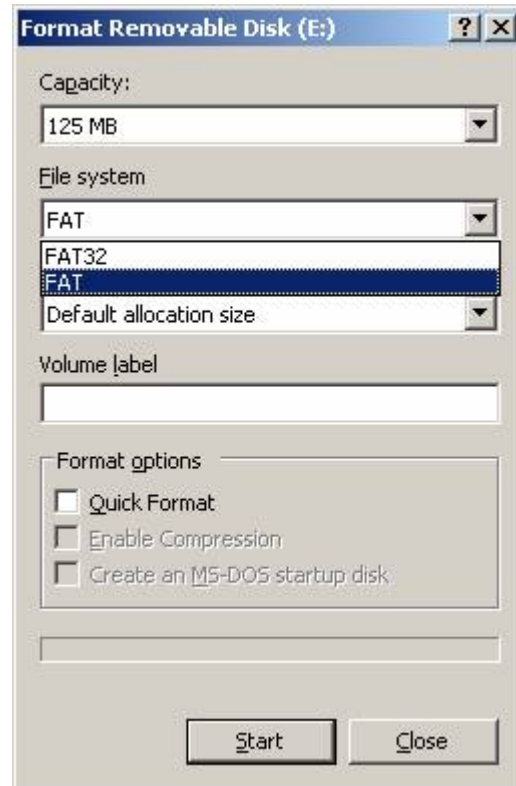 Format Removable Disk (E:)
Capacity:
125 MB
File system
FAT
FAT32
FAT
Default allocation size
Volume label
Format options
Quick Format
Enable Compression
Create an MS-DOS startup disk
Start Close